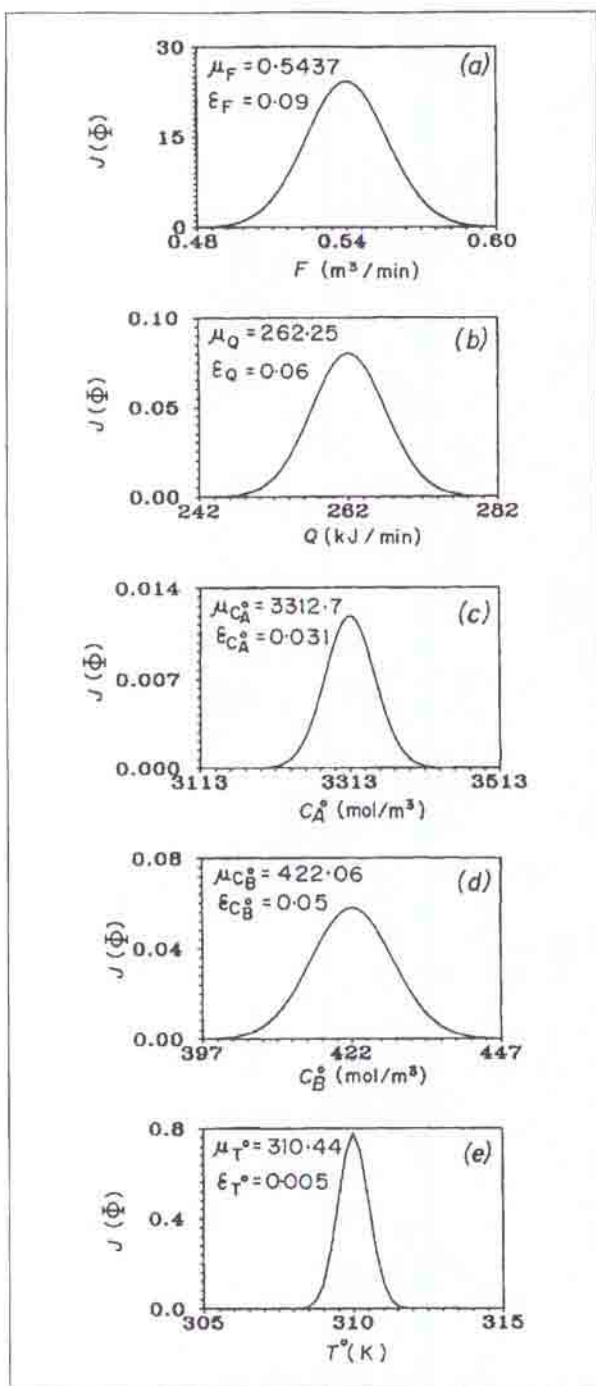 30
μF = 0·5437
(a)
εF = 0·09
J(Φ)
15
0
0.48
0.54
0.60
F (m³/min)
0.10
μQ = 262·25
(b)
εQ = 0·06
J(Φ)
0.05
0.00
242
262
282
Q (kJ/min)
0.014
μC°A = 3312·7
(c)
εC°A = 0·031
J(Φ)
0.007
0.000
3113
3313
3513
C°A (mol/m³)
0.08
μC°B = 422·06
(d)
εC°B = 0·05
J(Φ)
0.04
0.00
397
422
447
C°B (mol/m³)
0.8
μT° = 310·44
(e)
εT° = 0·005
J(Φ)
0.4
0.0
305
310
315
T° (K)